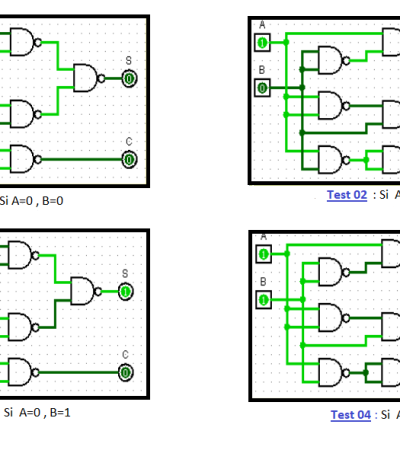 A
1
S
B
0
0
C
0
Si A=0 , B=0
Test 02 : Si A
A
1
S
B
1
1
C
0
Si A=0 , B=1
Test 04 : Si A